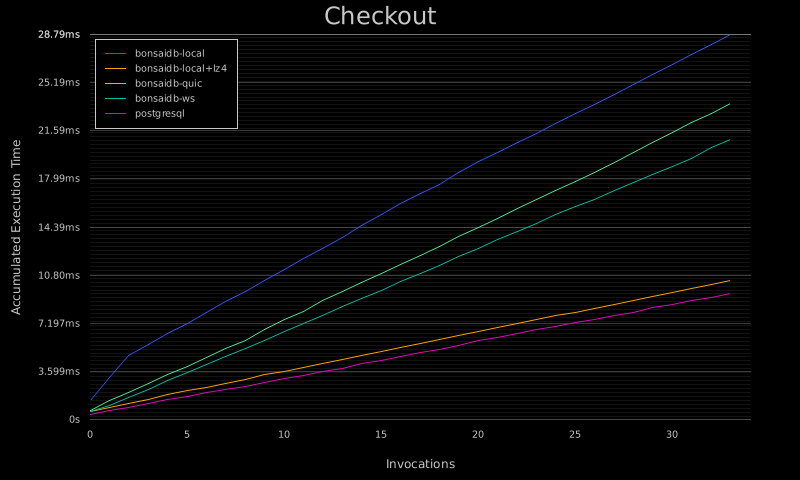 Checkout
28.79ms
25.19ms
21.59ms
17.99ms
14.39ms
10.80ms
7.197ms
3.599ms
0s
Accumulated Execution Time
bonsaidb-local
bonsaidb-local+lz4
bonsaidb-quic
bonsaidb-ws
postgresql
0 5 10 15 20 25 30
Invocations